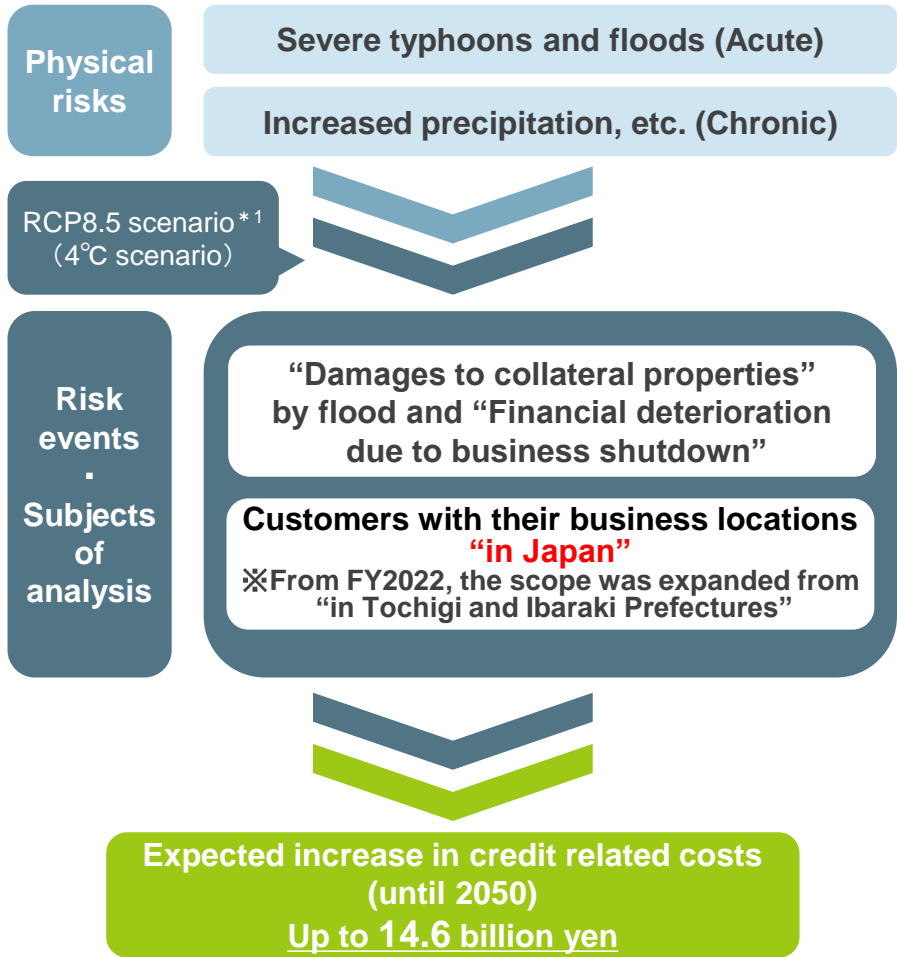 Physical
risks
Severe typhoons and floods (Acute)
Increased precipitation, etc. (Chronic)
RCP8.5 scenario＊1
（4℃ scenario）
Risk
events
・
Subjects
of
analysis
“Damages to collateral properties”
by flood and “Financial deterioration
due to business shutdown”
Customers with their business locations
“in Japan”
※From FY2022, the scope was expanded from
“in Tochigi and Ibaraki Prefectures”
Expected increase in credit related costs
(until 2050)
Up to 14.6 billion yen